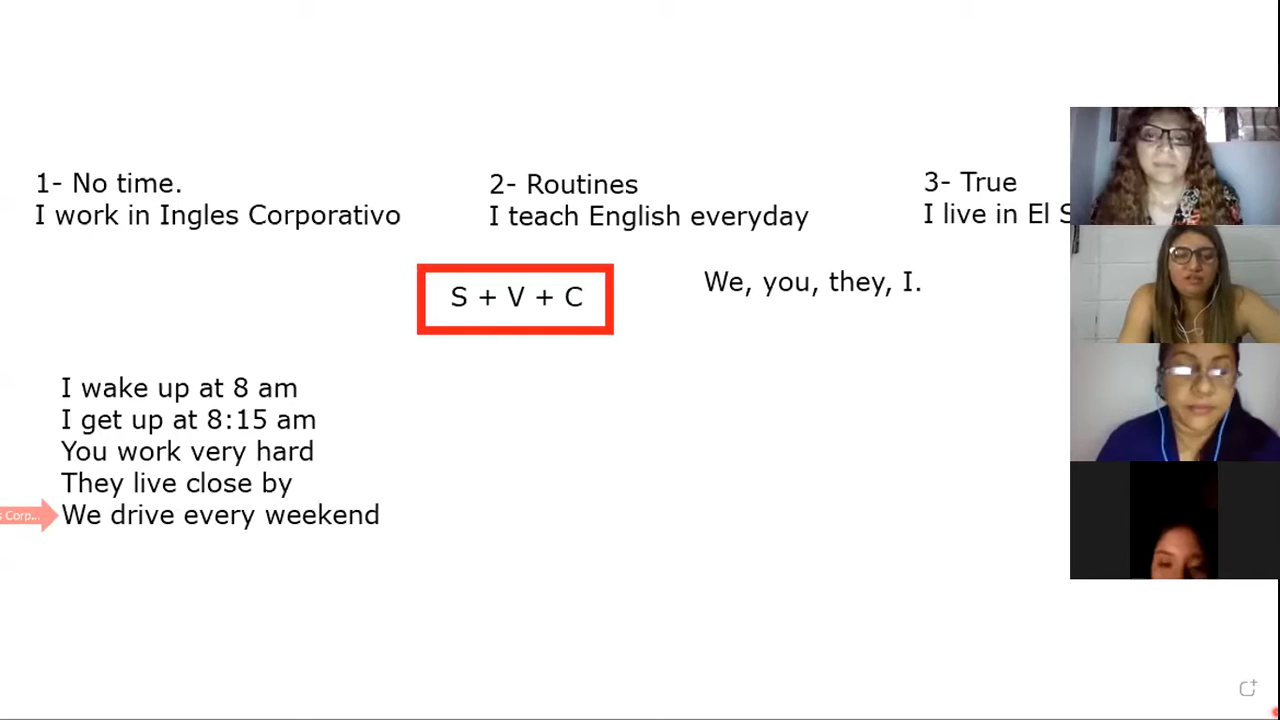 1- No time.
I work in Ingles Corporativo
2- Routines
I teach English everyday
3- True
I live in El
S + V + C
We, you, they, I.
I wake up at 8 am
I get up at 8:15 am
You work very hard
They live close by
Corp...
We drive every weekend